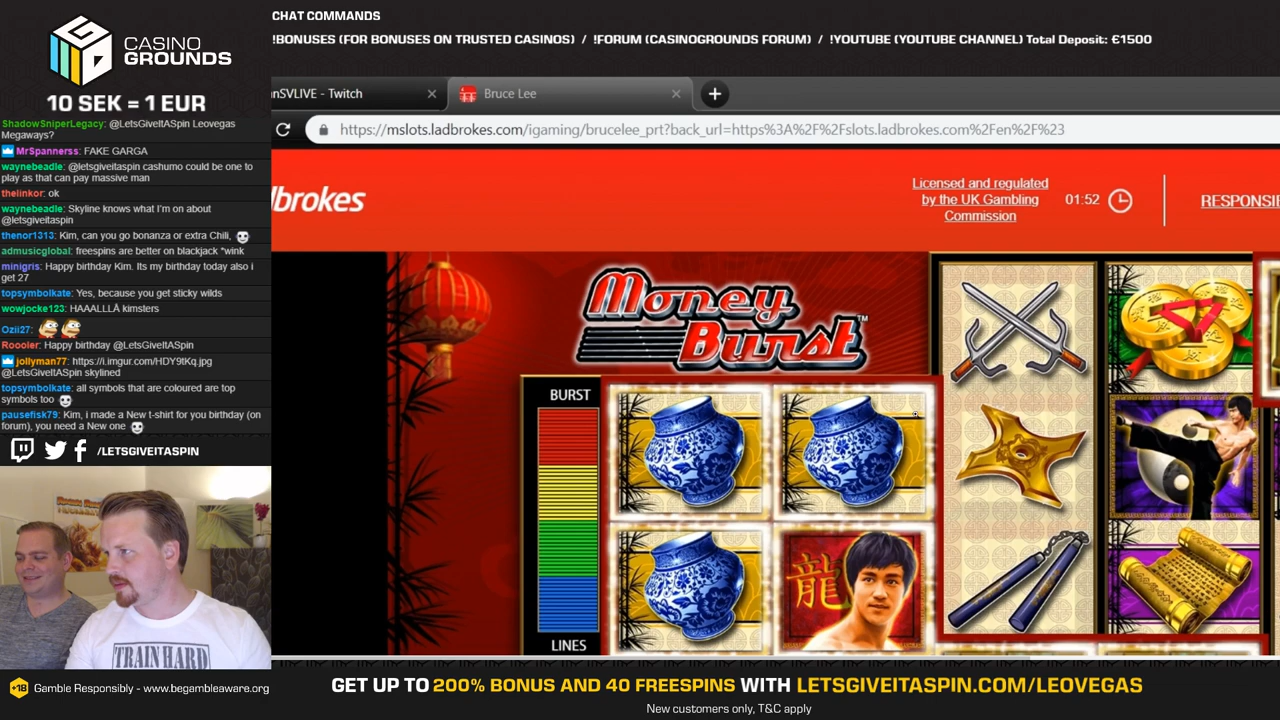 CASINO
GROUNDS
10 SEK = 1 EUR
CHAT COMMANDS
!BONUSES (FOR BONUSES ON TRUSTED CASINOS) / !FORUM (CASINOGROUNDS FORUM) / !YOUTUBE (YOUTUBE CHANNEL) Total Deposit: €1500
ShadowSniperLegacy: @LetsGiveItASpin Leovegas
Megaways?
MrSpannerss: FAKE GARGA
waynebeadle: @letsgiveitaspin cashumo could be one to
play as that can pay massive man
thelinkor: ok
waynebeadle: Skyline knows what I'm on about
@letsgiveitaspin
thenor1313: Kim, can you go bonanza or extra Chili,
admusicglobal: freespins are better on blackjack *wink
minigris: Happy birthday Kim. Its my birthday today also i
get 27
topsymbolkate: Yes, because you get sticky wilds
wowjocke123: HAAALLLÅ kimsters
Ozii27:
Roooler: Happy birthday @LetsGiveItASpin
jollyman77: https://i.imgur.com/HDY9tKq.jpg
@LetsGiveItASpin skylined
topsymbolkate: all symbols that are coloured are top
symbols too
pausefisk79: Kim, i made a New t-shirt for you birthday (on
forum), you need a New one
/LETSGIVEITASPIN
nSVLIVE - Twitch
Bruce Lee
https://mslots.ladbrokes.com/igaming/brucelee_prt?back_url=https%3A%2F%2Fslots.ladbrokes.com%2Fen%2F%23
dbrokes
Licensed and regulated
by the UK Gambling
Commission
01:52
RESPONSI
Money
Burst™
BURST
龍
LINES
TRAIN HARD
+18 Gamble Responsibly - www.begambleaware.org
GET UP TO 200% BONUS AND 40 FREESPINS WITH LETSGIVEITASPIN.COM/LEOVEGAS
New customers only, T&C apply